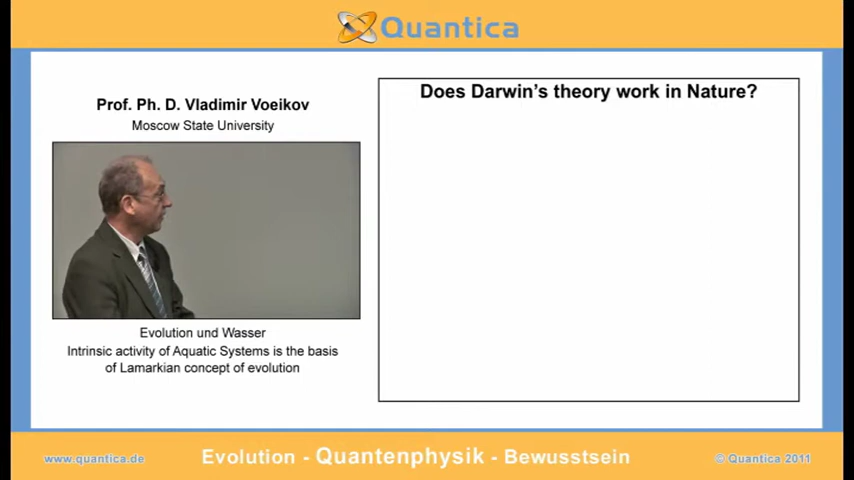 Quantica
Prof. Ph. D. Vladimir Voeikov
Moscow State University
Evolution und Wasser
Intrinsic activity of Aquatic Systems is the basis
of Lamarkian concept of evolution
Does Darwin's theory work in Nature?
www.quantica.de
Evolution - Quantenphysik - Bewusstsein
© Quantica 2011